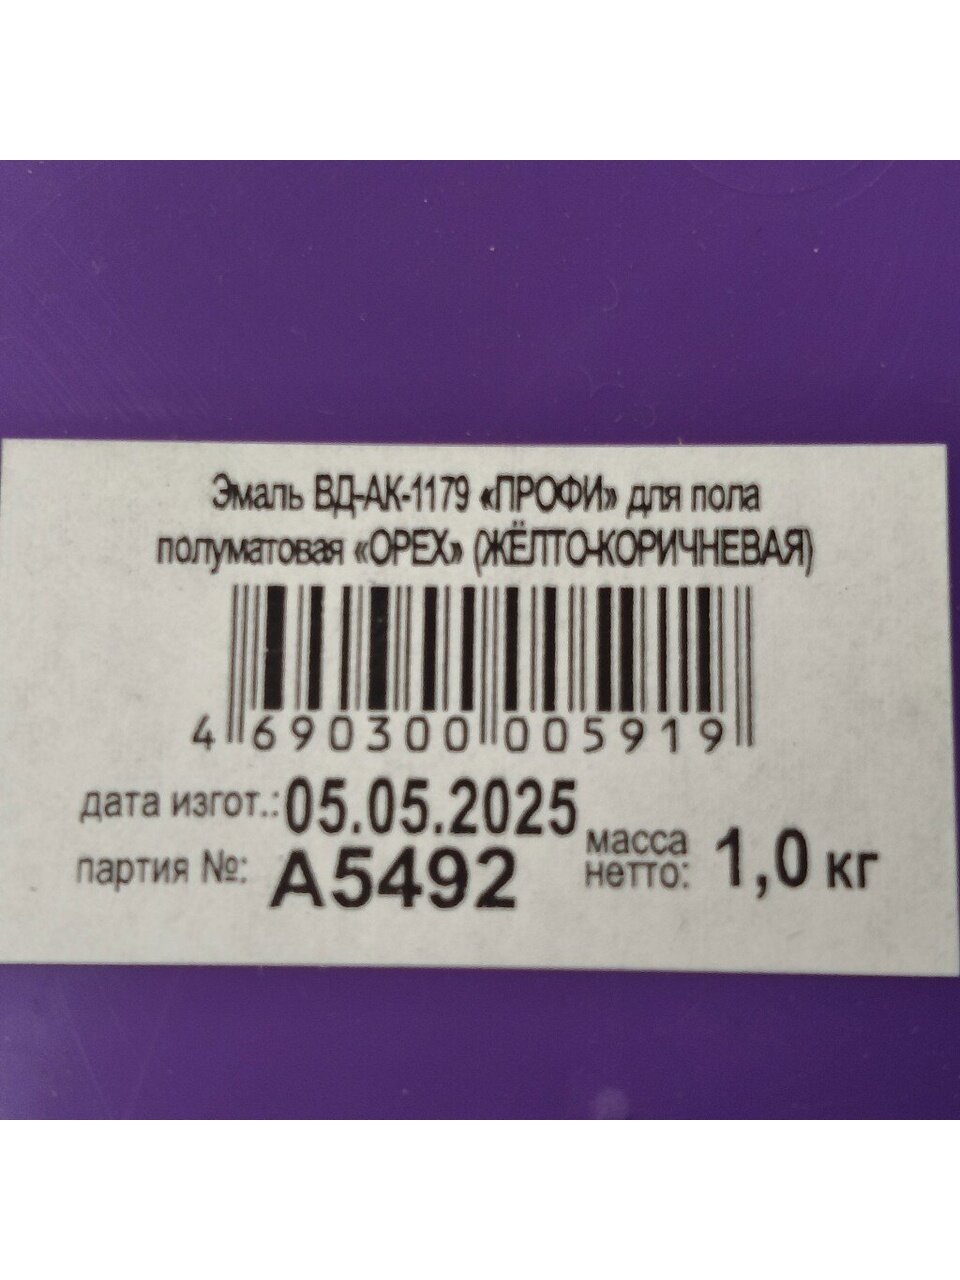 Эмаль ВД-АК-1179 «ПРОФИ» для пола
полуматовая «ОРЕХ» (ЖЁЛТО-КОРИЧНЕВАЯ)
4 690300 005919
дата изгот.: 05.05.2025
партия №: А5492
масса
нетто: 1,0 кг